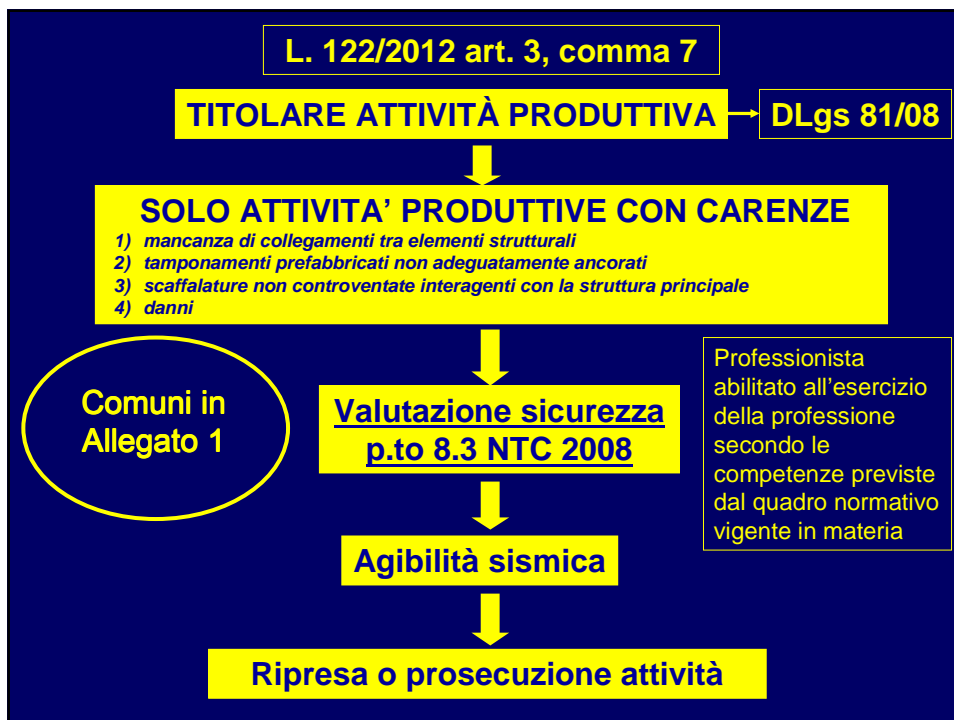 L. 122/2012 art. 3, comma 7
TITOLARE ATTIVITÀ PRODUTTIVA
DLgs 81/08
SOLO ATTIVITA’ PRODUTTIVE CON CARENZE
1) mancanza di collegamenti tra elementi strutturali
2) tamponamenti prefabbricati non adeguatamente ancorati
3) scaffalature non controventate interagenti con la struttura principale
4) danni
Comuni in
Allegato 1
Valutazione sicurezza
p.to 8.3 NTC 2008
Professionista
abilitato all’esercizio
della professione
secondo le
competenze previste
dal quadro normativo
vigente in materia
Agibilità sismica
Ripresa o prosecuzione attività